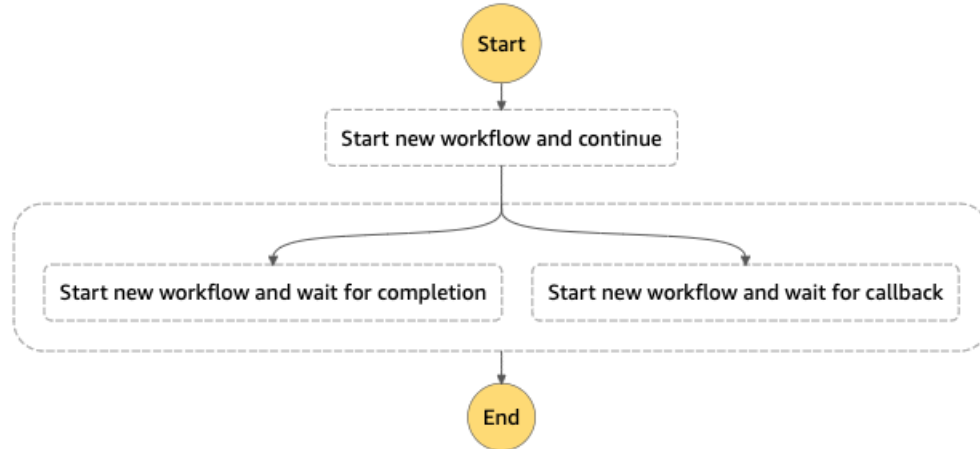 Start
Start new workflow and continue
Start new workflow and wait for completion
Start new workflow and wait for callback
End